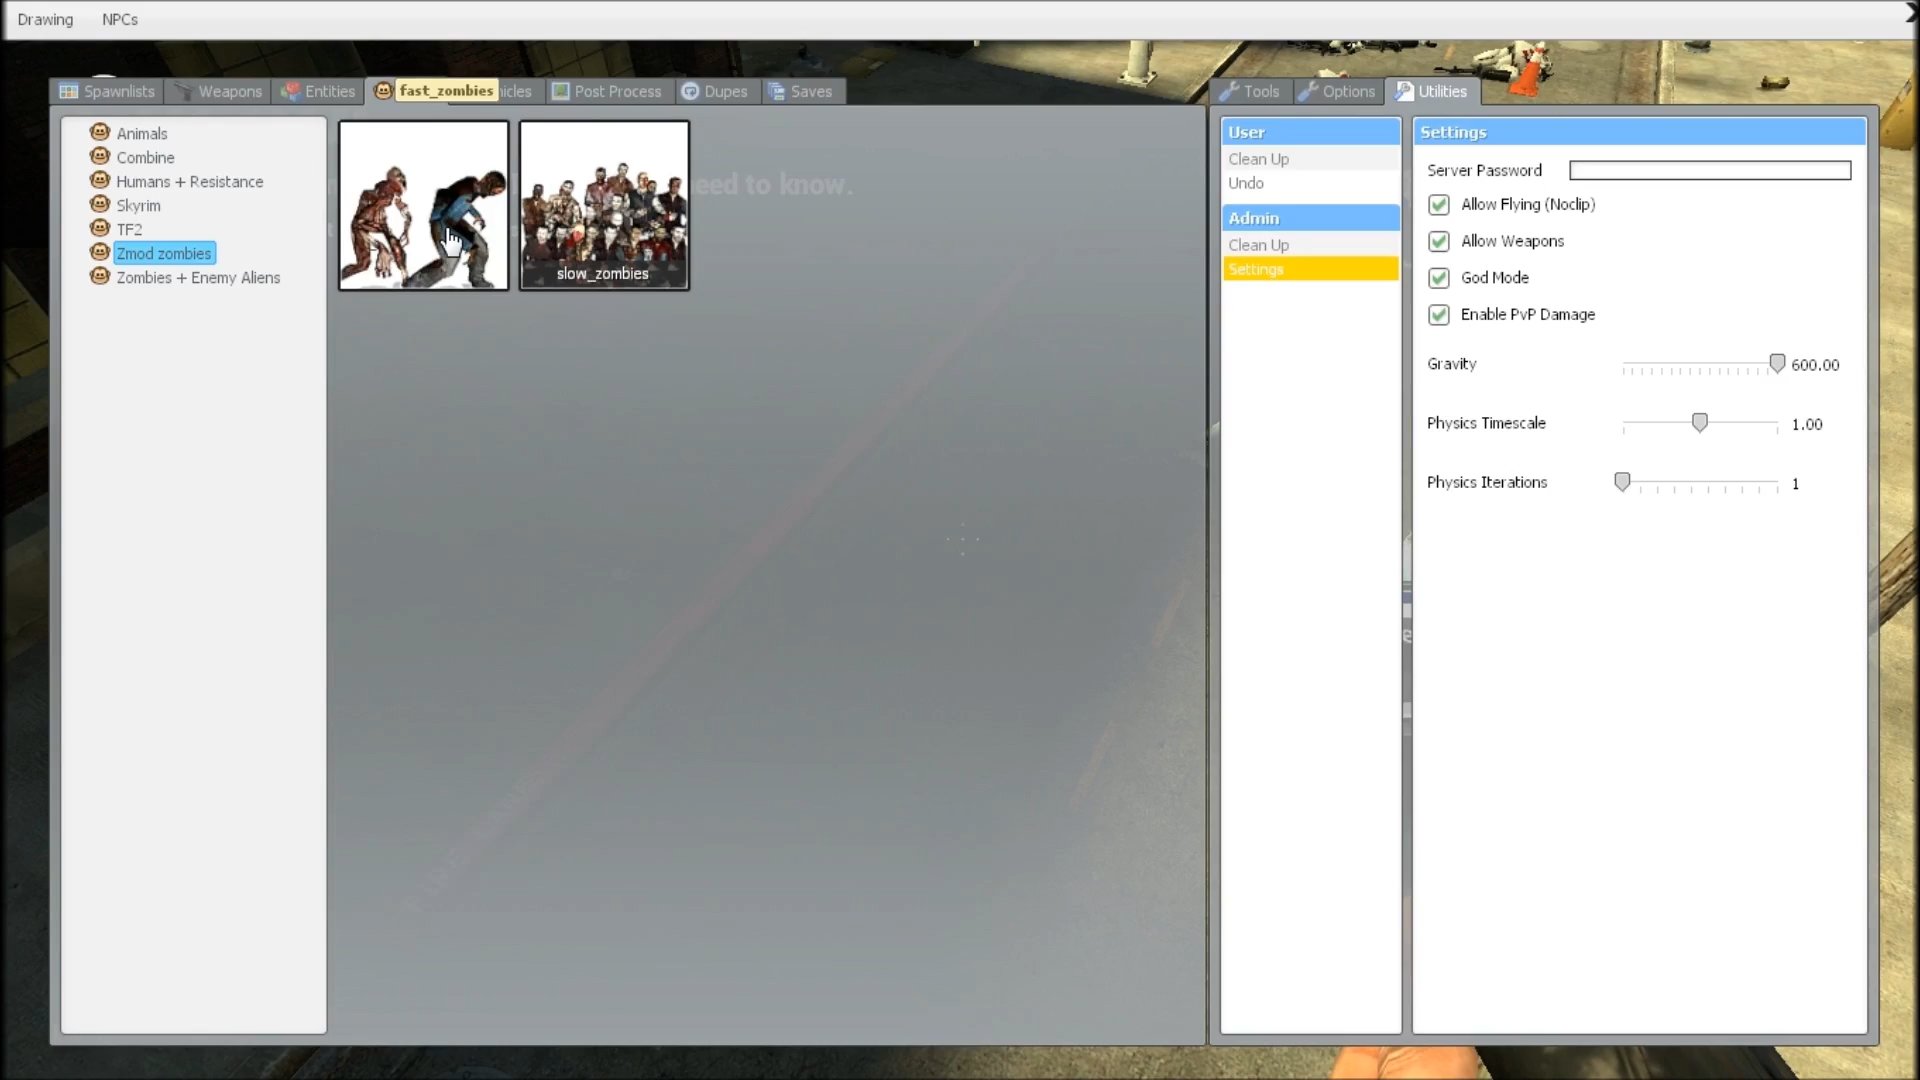 Drawing NPCs
Spawnlists Weapons Entities fast_zombies hicles Post Process Dupes Saves
Tools Options Utilities
Animals
Combine
Humans + Resistance
Skyrim
TF2
Zmod zombies
Zombies + Enemy Aliens
need to know.
slow_zombies
User
Clean Up
Undo
Admin
Clean Up
Settings
Settings
Server Password
Allow Flying (Noclip)
Allow Weapons
God Mode
Enable PvP Damage
Gravity 600.00
Physics Timescale 1.00
Physics Iterations 1